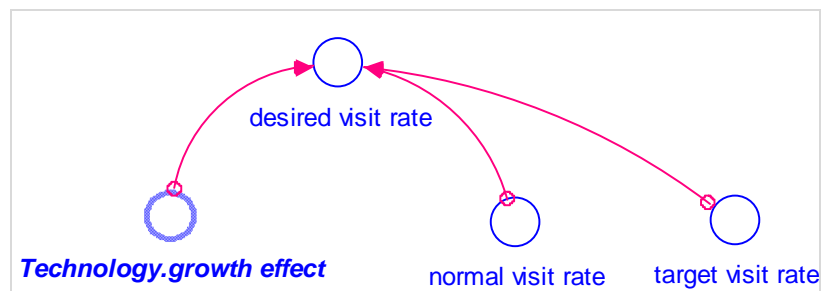 desired visit rate
Technology.growth effect
normal visit rate
target visit rate